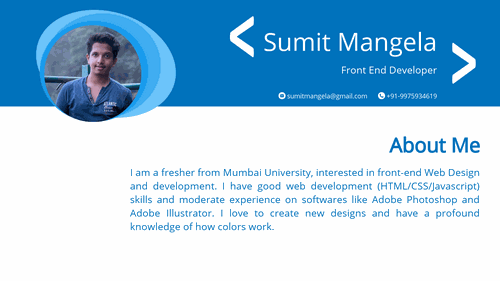 Sumit Mangela
Front End Developer
sumitmangela@gmail.com +91-9975934619
About Me
I am a fresher from Mumbai University, interested in front-end Web Design
and development. I have good web development (HTML/CSS/Javascript)
skills and moderate experience on softwares like Adobe Photoshop and
Adobe Illustrator. I love to create new designs and have a profound
knowledge of how colors work.